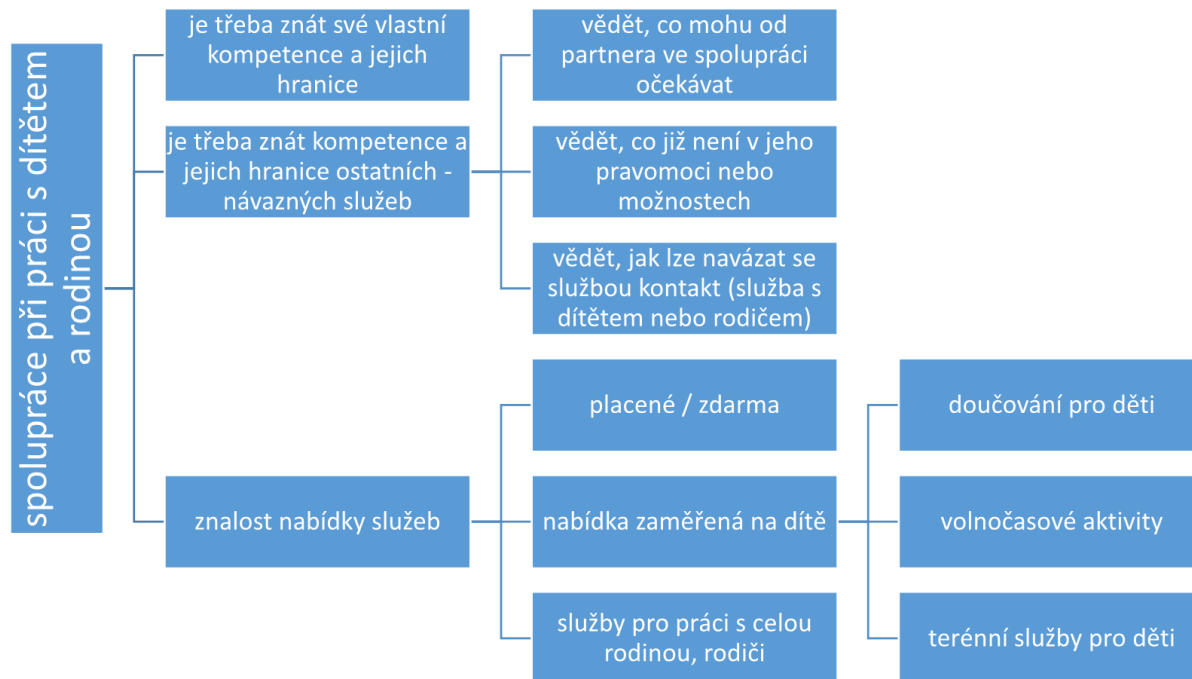 spolupráce při práci s dítětem
a rodinou
je třeba znát své vlastní
kompetence a jejich
hranice
je třeba znát kompetence a
jejich hranice ostatních -
návazných služeb
vědět, co mohu od
partnera ve spolupráci
očekávat
vědět, co již není v jeho
pravomoci nebo
možnostech
vědět, jak lze navázat se
službou kontakt (služba s
dítětem nebo rodičem)
znalost nabídky služeb
placené / zdarma
nabídka zaměřená na dítě
doučování pro děti
volnočasové aktivity
terénní služby pro děti
služby pro práci s celou
rodinou, rodiči